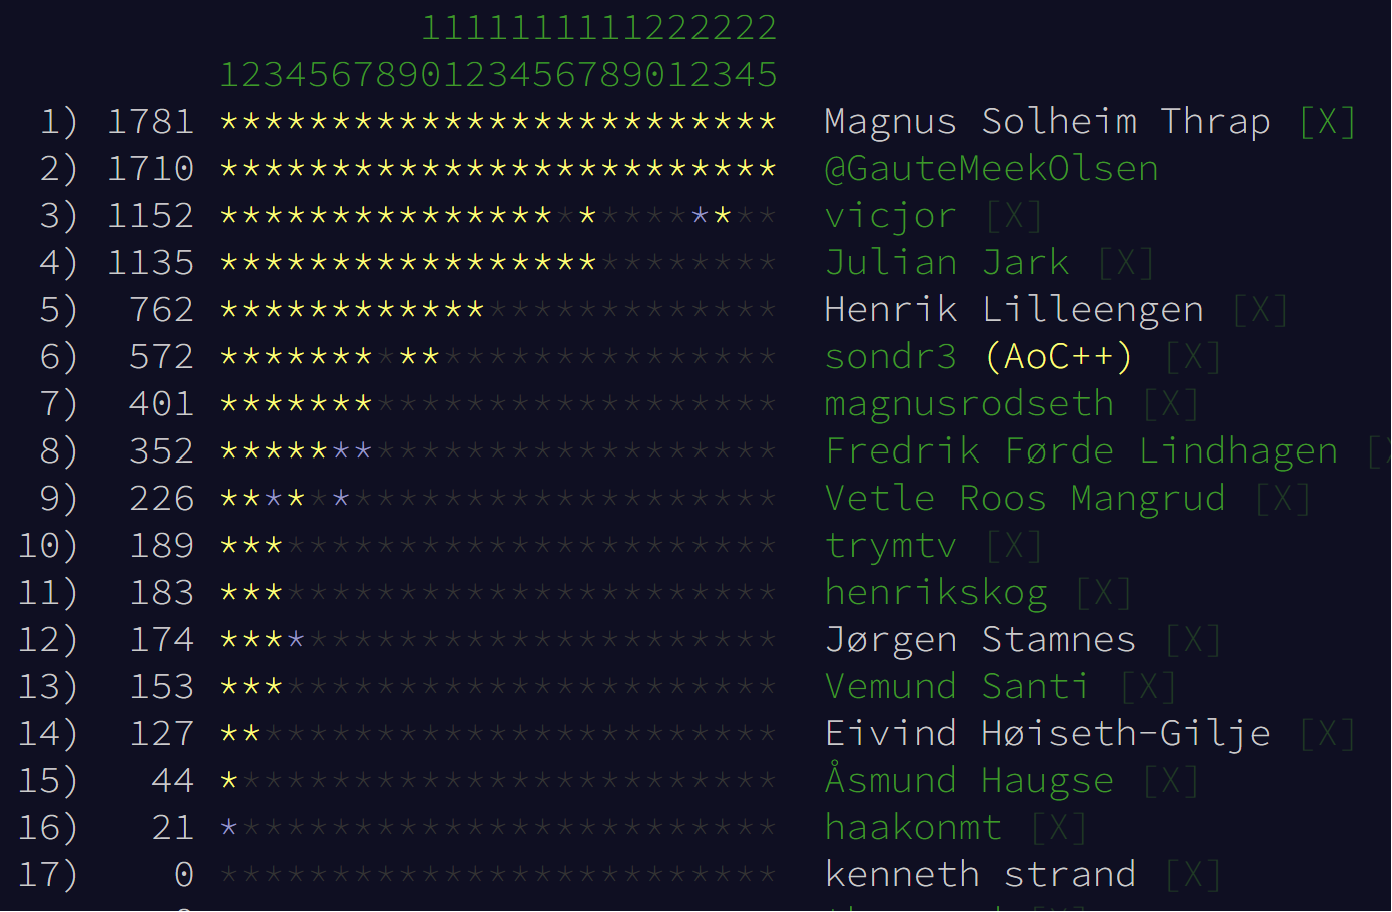 1111111111222222
1234567890123456789012345
1) 1781 ************************* Magnus Solheim Thrap [X]
2) 1710 ************************* @GauteMeekOlsen
3) 1152 ************************* vicjor [X]
4) 1135 ************************* Julian Jark [X]
5) 762 ************************* Henrik Lilleengen [X]
6) 572 ************************* sondr3 (AoC++) [X]
7) 401 ************************* magnusrodseth [X]
8) 352 ************************* Fredrik Førde Lindhagen
9) 226 ************************* Vetle Roos Mangrud [X]
10) 189 ************************* trymtv [X]
11) 183 ************************* henrikskog [X]
12) 174 ************************* Jørgen Stamnes [X]
13) 153 ************************* Vemund Santi [X]
14) 127 ************************* Eivind Høiseth-Gilje [X]
15) 44 ************************* Åsmund Haugse [X]
16) 21 ************************* haakonmt [X]
17) 0 ************************* kenneth strand [X]